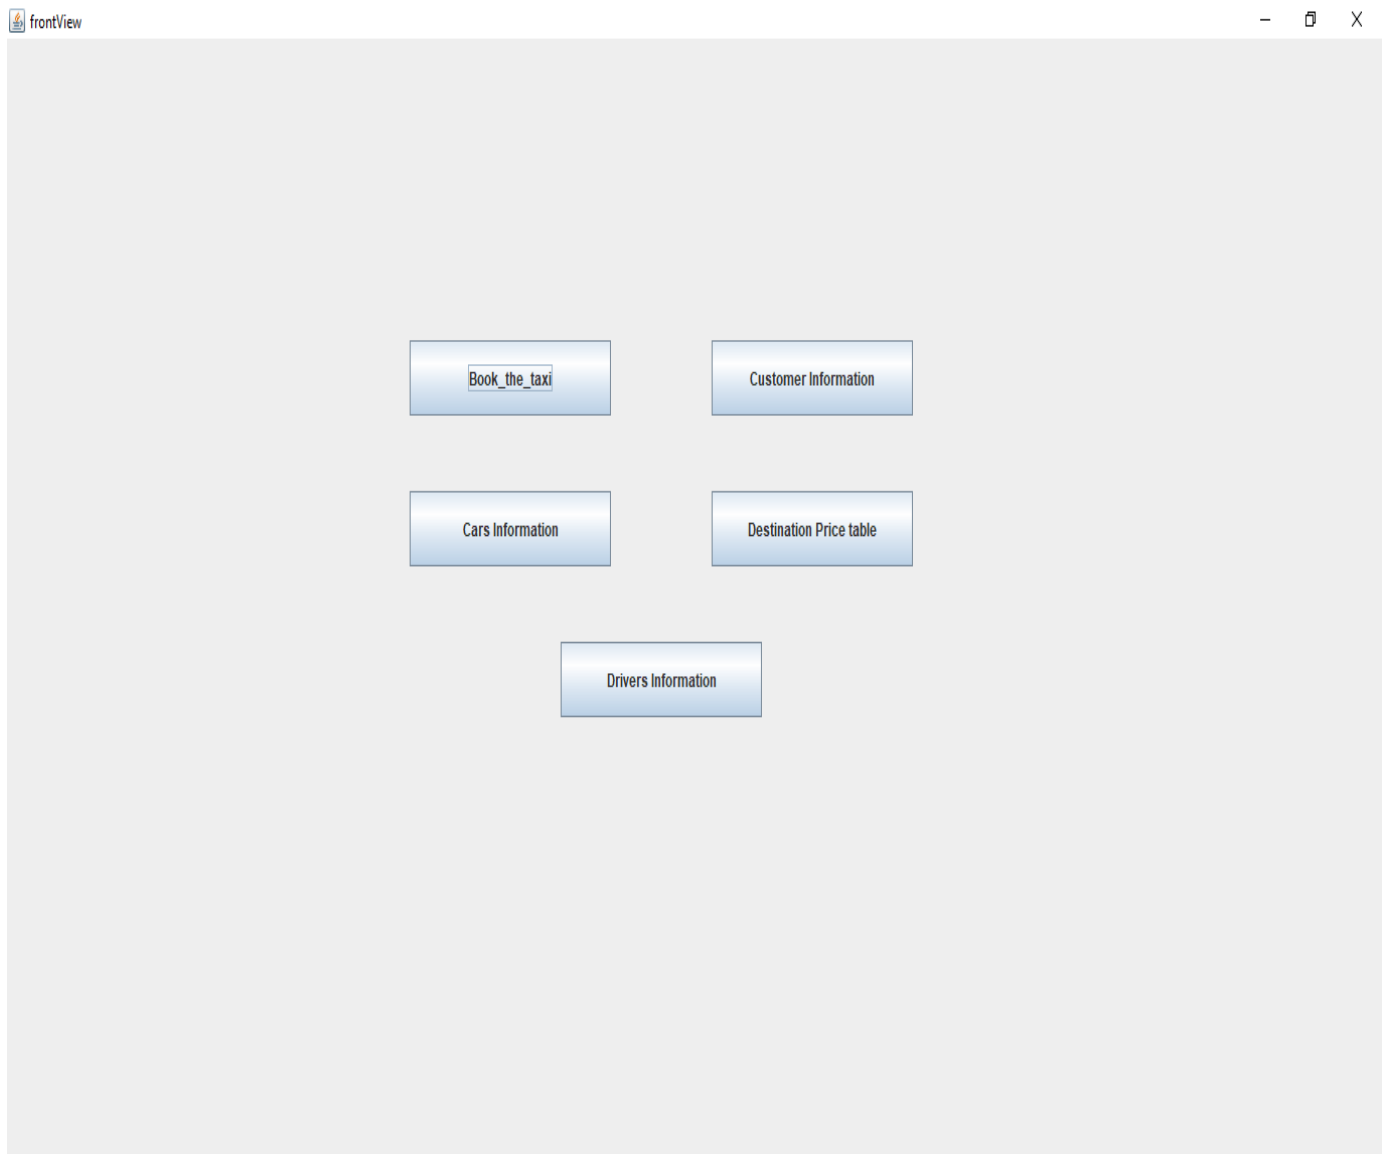 frontView
Book_the_taxi
Customer Information
Cars Information
Destination Price table
Drivers Information